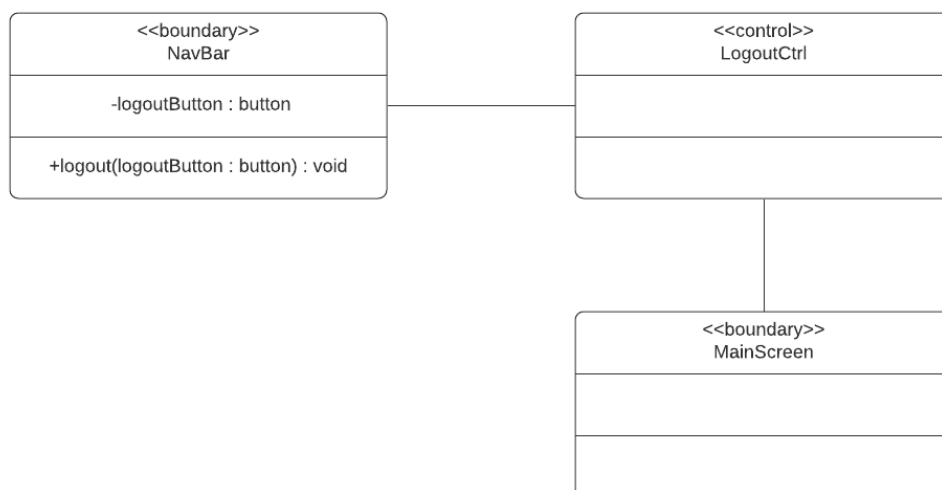 <<boundary>>
NavBar
-logoutButton : button
+logout(logoutButton : button) : void
<<control>>
LogoutCtrl
<<boundary>>
MainScreen